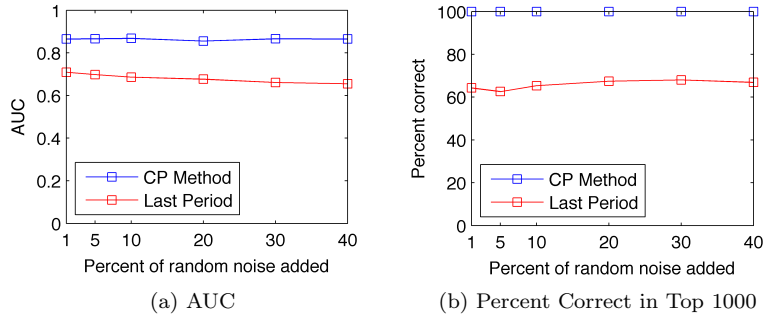 1
0.8
0.6
0.4
0.2
0
AUC
CP Method
Last Period
1 5 10 20 30 40
Percent of random noise added
(a) AUC
100
80
60
40
20
0
Percent correct
CP Method
Last Period
1 5 10 20 30 40
Percent of random noise added
(b) Percent Correct in Top 1000